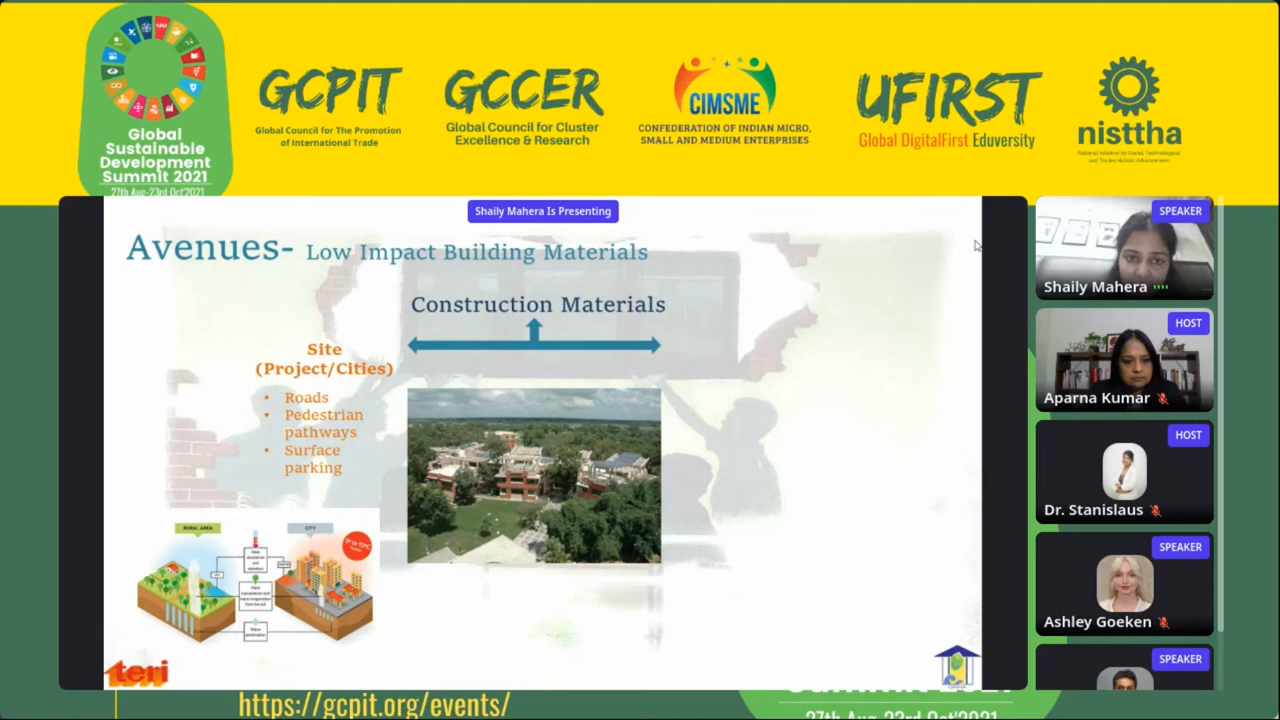 Global
Sustainable
Development
Summit 2021
27th Aug-23rd Oct'2021
GCPIT
Global Council for The Promotion
of International Trade
GCCER
Global Council for Cluster
Excellence & Research
CIMSME
CONFEDERATION OF INDIAN MICRO,
SMALL AND MEDIUM ENTERPRISES
UFIRST
Global DigitalFirst Eduversity
nisttha
Shaily Mahera Is Presenting
Avenues- Low Impact Building Materials
Construction Materials
Site
(Project/Cities)
• Roads
• Pedestrian
pathways
• Surface
parking
RURAL AREA
CITY
teri
SPEAKER
Shaily Mahera
HOST
Aparna Kumar
HOST
Dr. Stanislaus
SPEAKER
Ashley Goeken
SPEAKER
https://gcpit.org/events/
27th Aug-23rd Oct'2021